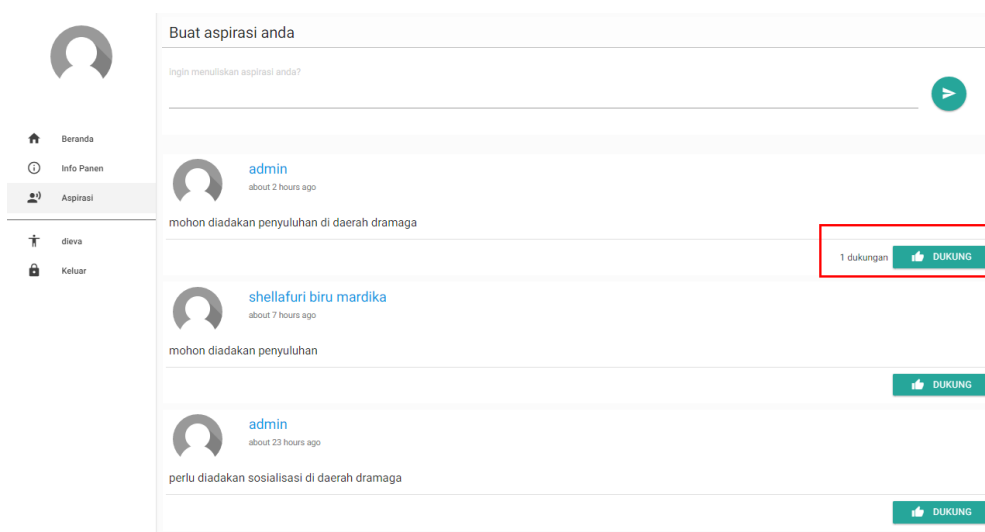 Buat aspirasi anda
ingin menuliskan aspirasi anda?
Beranda
Info Panen
Aspirasi
dieva
Keluar
admin
about 2 hours ago
mohon diadakan penyuluhan di daerah dramaga
1 dukungan DUKUNG
shellafuri biru mardika
about 7 hours ago
mohon diadakan penyuluhan
DUKUNG
admin
about 23 hours ago
perlu diadakan sosialisasi di daerah dramaga
DUKUNG